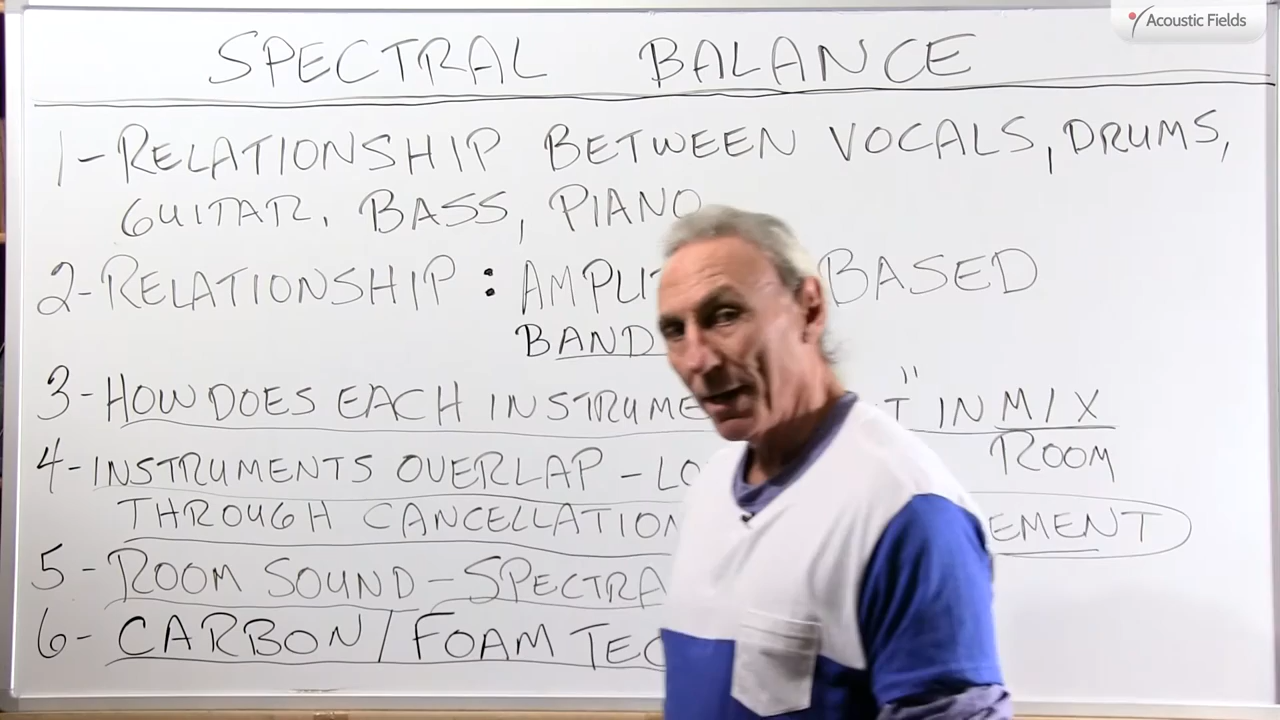 Acoustic Fields
SPECTRAL BALANCE
1-RELATIONSHIP BETWEEN VOCALS, DRUMS,
GUITAR, BASS, PIANO
2-RELATIONSHIP : AMPLIT BASED
BAND
3-HOW DOES EACH INSTRUME T" IN MIX
ROOM
4-INSTRUMENTS OVERLAP - LO
THROUGH CANCELLATION EMENT
5-ROOM SOUND-SPECTRA
6-CARBON/FOAM TEC